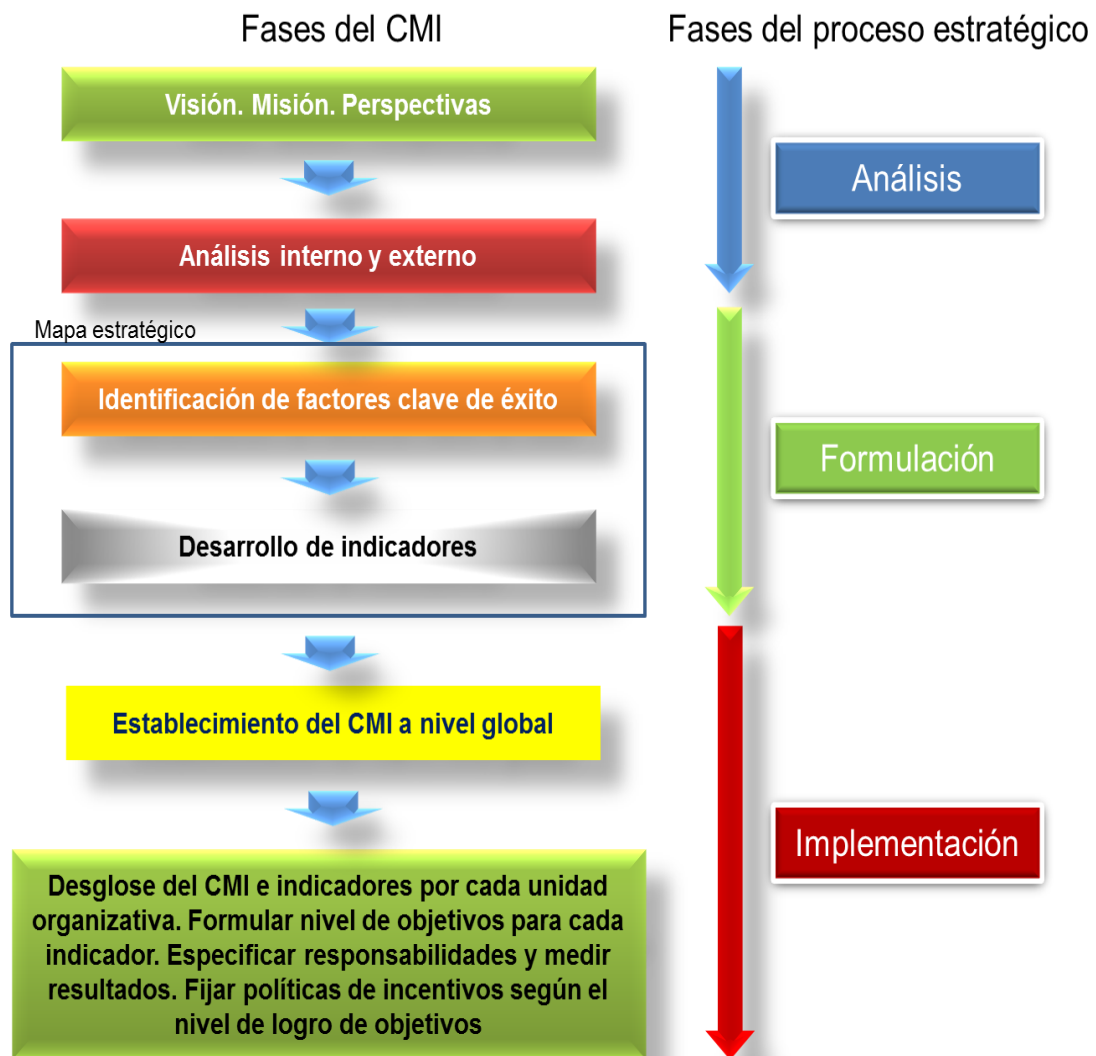 Fases del CMI
Fases del proceso estratégico
Visión. Misión. Perspectivas
Análisis
Análisis interno y externo
Mapa estratégico
Identificación de factores clave de éxito
Formulación
Desarrollo de indicadores
Establecimiento del CMI a nivel global
Implementación
Desglose del CMI e indicadores por cada unidad
organizativa. Formular nivel de objetivos para cada
indicador. Especificar responsabilidades y medir
resultados. Fijar políticas de incentivos según el
nivel de logro de objetivos